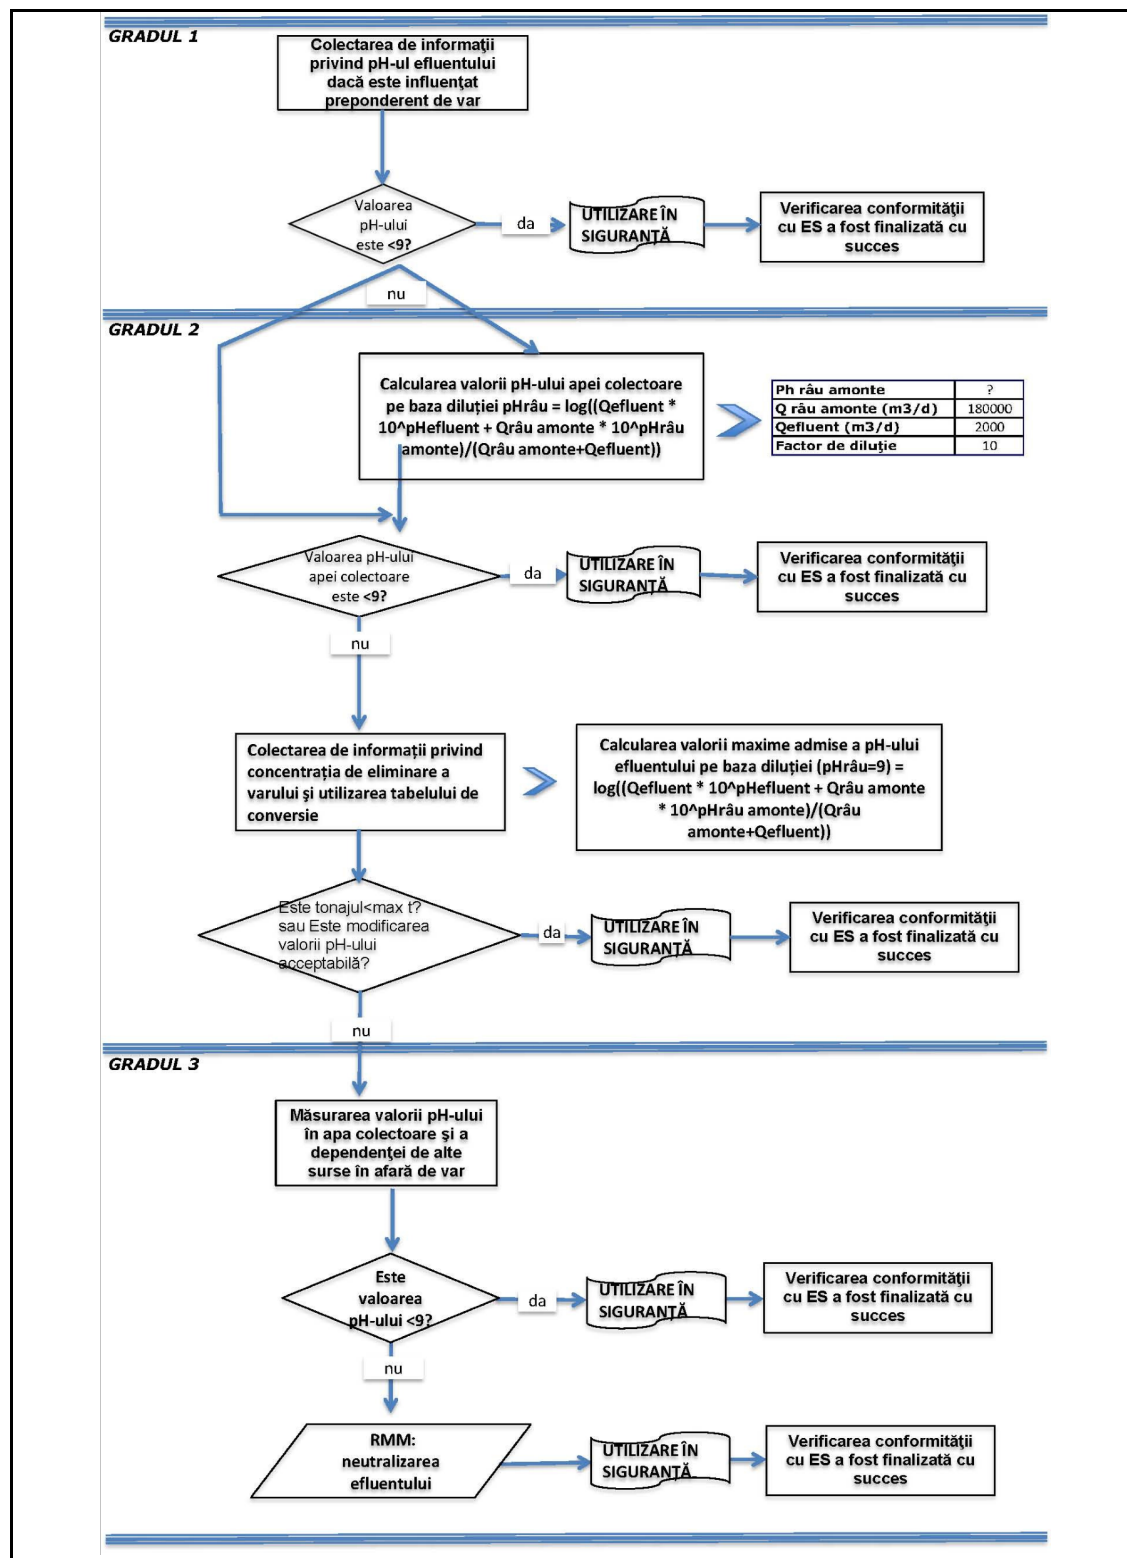 GRADUL 1
Colectarea de informaţii
privind pH-ul efluentului
dacă este influenţat
preponderent de var
Valoarea
pH-ului
este <9?
da
UTILIZARE ÎN
SIGURANȚĂ
Verificarea conformităţii
cu ES a fost finalizată cu
succes
nu
GRADUL 2
Calcularea valorii pH-ului apei colectoare
pe baza diluției pHrâu = log((Qefluent *
10^pHefluent + Qrâu amonte * 10^pHrâu
amonte)/(Qrâu amonte+Qefluent))
Ph râu amonte ?
Q râu amonte (m3/d) 180000
Qefluent (m3/d) 2000
Factor de diluţie 10
Valoarea pH-ului
apei colectoare
este <9?
da
UTILIZARE ÎN
SIGURANȚĂ
Verificarea conformităţii
cu ES a fost finalizată cu
succes
nu
Colectarea de informații privind
concentrația de eliminare a
varului și utilizarea tabelului de
conversie
Calcularea valorii maxime admise a pH-ului
efluentului pe baza diluției (pHrâu=9) =
log((Qefluent * 10^pHefluent + Qrâu amonte
* 10^pHrâu amonte)/(Qrâu
amonte+Qefluent))
Este tonajul<max t?
sau Este modificarea
valorii pH-ului
acceptabilă?
da
UTILIZARE ÎN
SIGURANȚĂ
Verificarea conformităţii
cu ES a fost finalizată cu
succes
nu
GRADUL 3
Măsurarea valorii pH-ului
în apa colectoare şi a
dependenţei de alte
surse în afară de var
Este
valoarea
pH-ului <9?
da
UTILIZARE ÎN
SIGURANȚĂ
Verificarea conformităţii
cu ES a fost finalizată cu
succes
nu
RMM:
neutralizarea
efluentului
UTILIZARE ÎN
SIGURANȚĂ
Verificarea conformităţii
cu ES a fost finalizată cu
succes